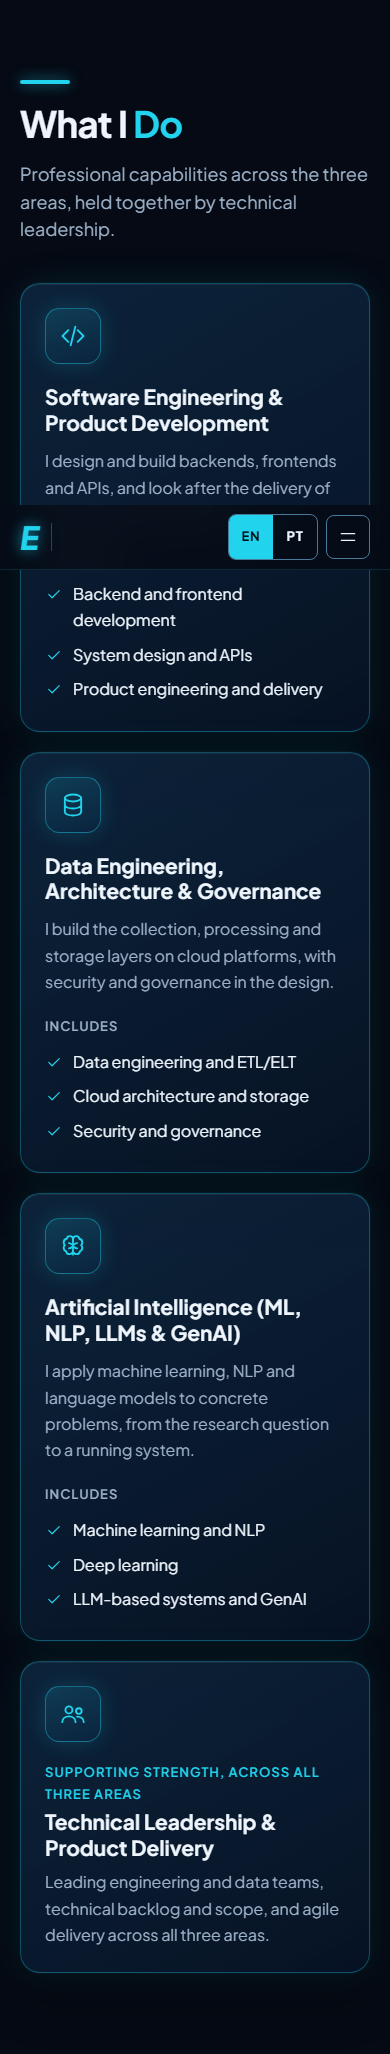 What I Do
Professional capabilities across the three
areas, held together by technical
leadership.
Software Engineering &
Product Development
I design and build backends, frontends
and APIs, and look after the delivery of
E
EN
PT
Backend and frontend
development
System design and APIs
Product engineering and delivery
Data Engineering,
Architecture & Governance
I build the collection, processing and
storage layers on cloud platforms, with
security and governance in the design.
INCLUDES
Data engineering and ETL/ELT
Cloud architecture and storage
Security and governance
Artificial Intelligence (ML,
NLP, LLMs & GenAI)
I apply machine learning, NLP and
language models to concrete
problems, from the research question
to a running system.
INCLUDES
Machine learning and NLP
Deep learning
LLM-based systems and GenAI
SUPPORTING STRENGTH, ACROSS ALL
THREE AREAS
Technical Leadership &
Product Delivery
Leading engineering and data teams,
technical backlog and scope, and agile
delivery across all three areas.